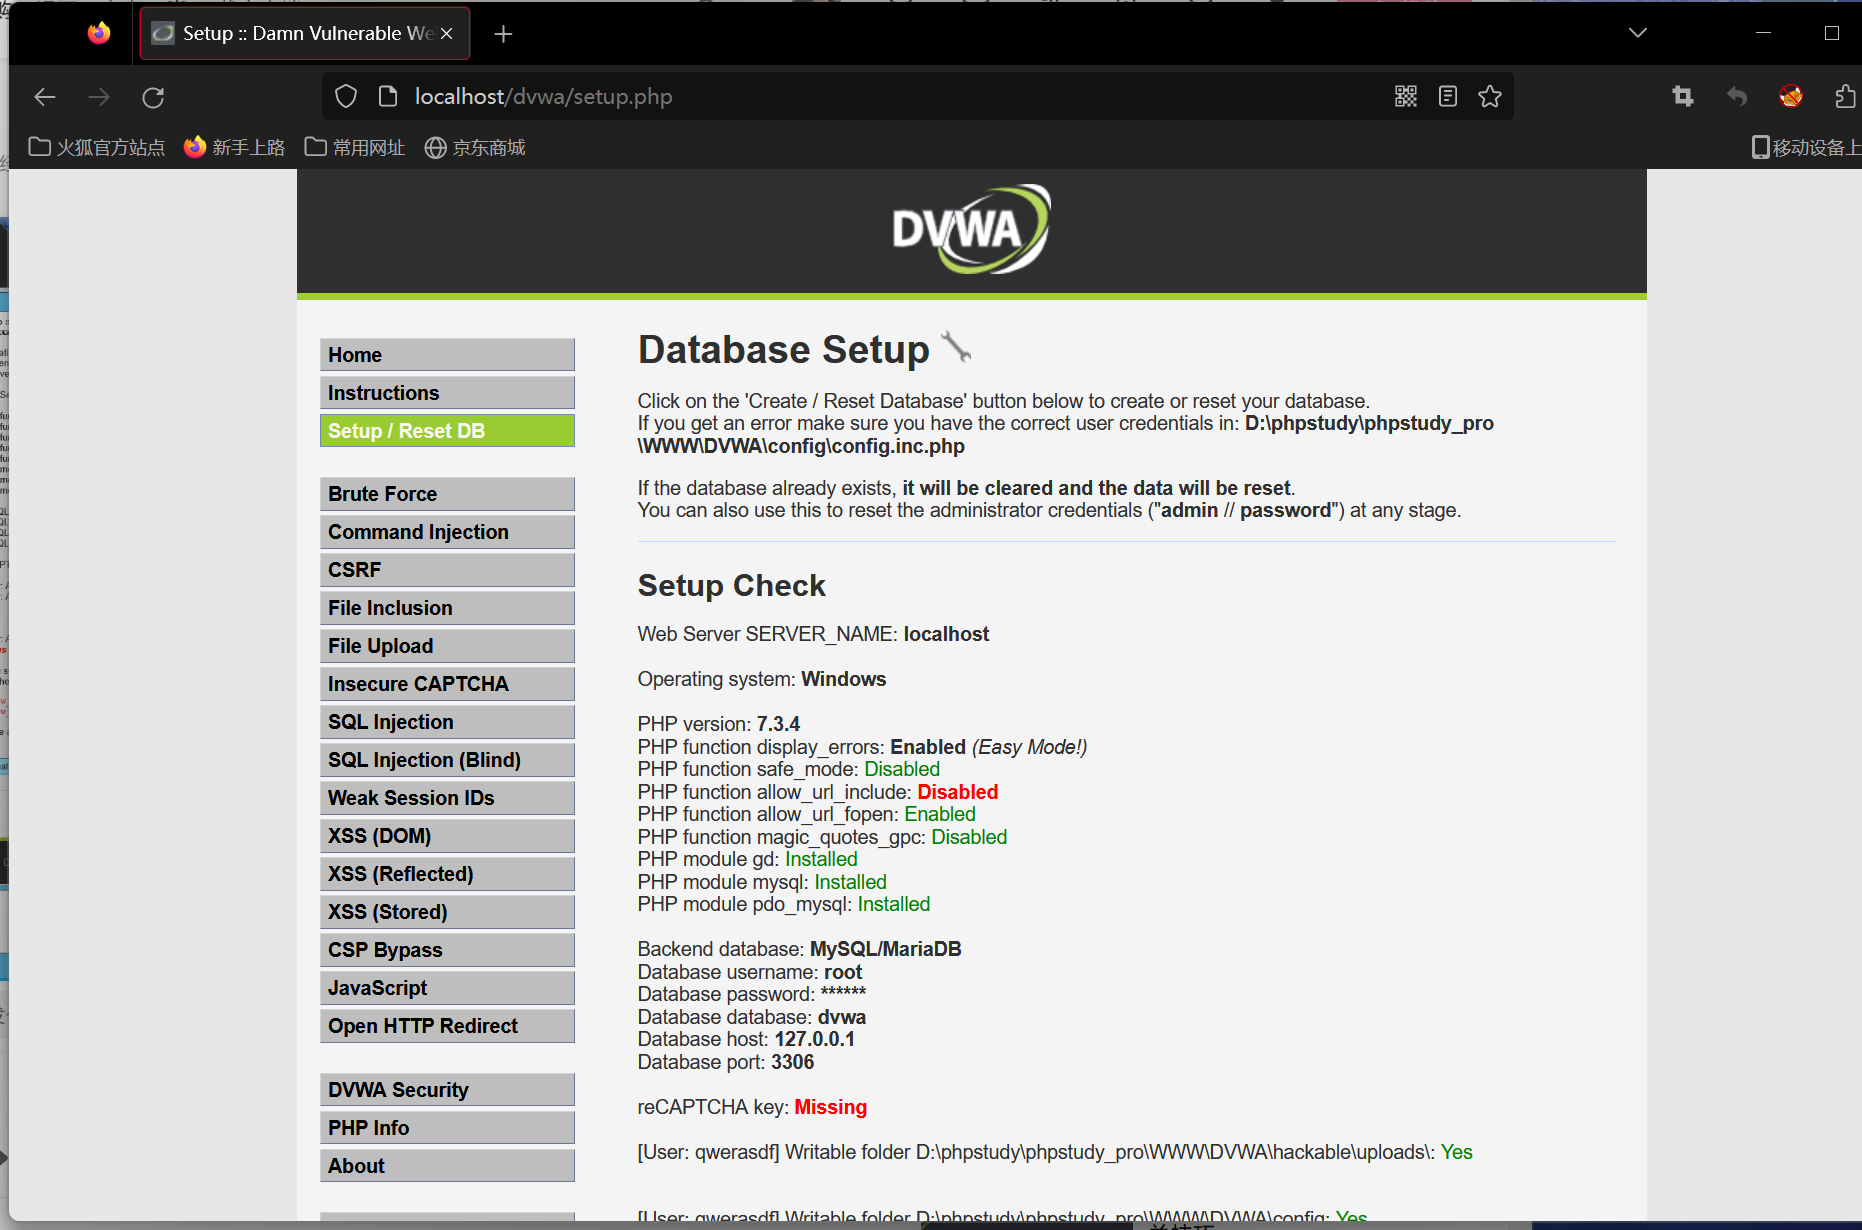 Setup :: Damn Vulnerable We
localhost/dvwa/setup.php
火狐官方站点 新手上路 常用网址 京东商城 移动设备上
DVWA
Home
Instructions
Setup / Reset DB
Brute Force
Command Injection
CSRF
File Inclusion
File Upload
Insecure CAPTCHA
SQL Injection
SQL Injection (Blind)
Weak Session IDs
XSS (DOM)
XSS (Reflected)
XSS (Stored)
CSP Bypass
JavaScript
Open HTTP Redirect
DVWA Security
PHP Info
About
Database Setup
Click on the 'Create / Reset Database' button below to create or reset your database.
If you get an error make sure you have the correct user credentials in: D:\phpstudy\phpstudy_pro
\WWW\DVWA\config\config.inc.php
If the database already exists, it will be cleared and the data will be reset.
You can also use this to reset the administrator credentials ("admin // password") at any stage.
Setup Check
Web Server SERVER_NAME: localhost
Operating system: Windows
PHP version: 7.3.4
PHP function display_errors: Enabled (Easy Mode!)
PHP function safe_mode: Disabled
PHP function allow_url_include: Disabled
PHP function allow_url_fopen: Enabled
PHP function magic_quotes_gpc: Disabled
PHP module gd: Installed
PHP module mysql: Installed
PHP module pdo_mysql: Installed
Backend database: MySQL/MariaDB
Database username: root
Database password: ******
Database database: dvwa
Database host: 127.0.0.1
Database port: 3306
reCAPTCHA key: Missing
[User: qwerasdf] Writable folder D:\phpstudy\phpstudy_pro\WWW\DVWA\hackable\uploads\: Yes
[User: qwerasdf] Writable folder D:\phpstudy\phpstudy_pro\WWW\DVWA\config: Yes